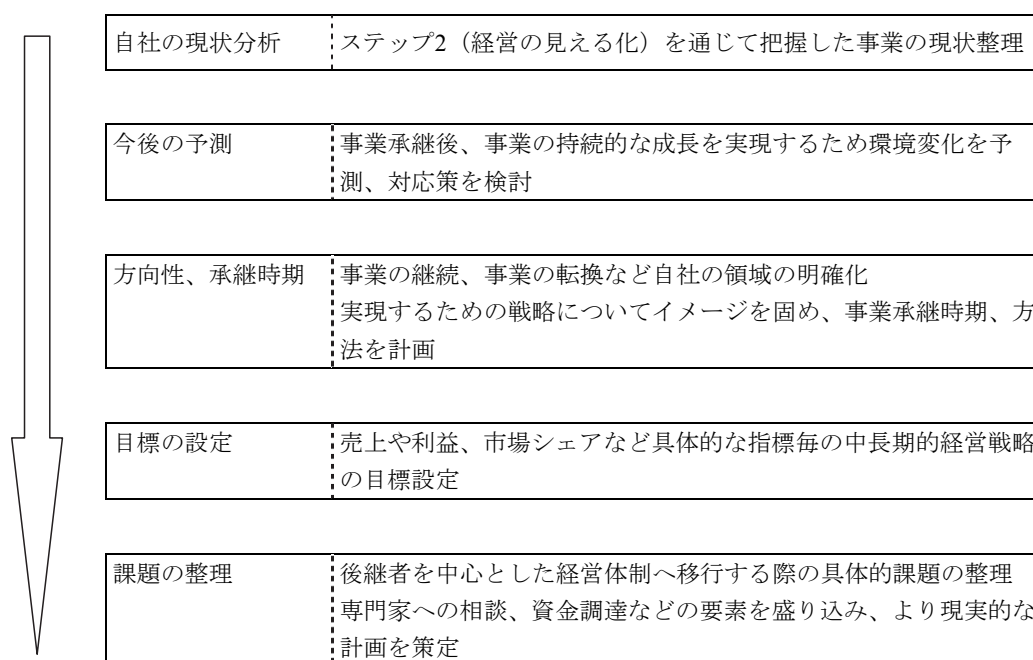 自社の現状分析 ステップ2（経営の見える化）を通じて把握した事業の現状整理
今後の予測 事業承継後、事業の持続的な成長を実現するため環境変化を予
測、対応策を検討
方向性、承継時期 事業の継続、事業の転換など自社の領域の明確化
実現するための戦略についてイメージを固め、事業承継時期、方
法を計画
目標の設定 売上や利益、市場シェアなど具体的な指標毎の中長期的経営戦略
の目標設定
課題の整理 後継者を中心とした経営体制へ移行する際の具体的課題の整理
専門家への相談、資金調達などの要素を盛り込み、より現実的な
計画を策定